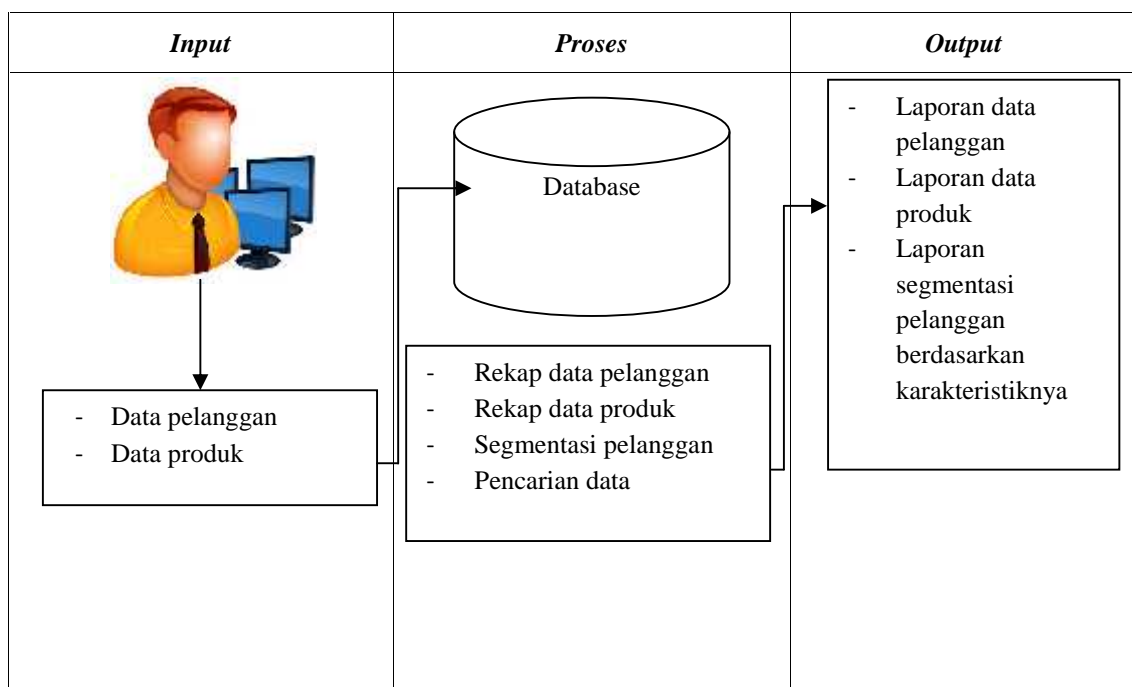 Input Proses Output
Database
- Data pelanggan
- Data produk
- Rekap data pelanggan
- Rekap data produk
- Segmentasi pelanggan
- Pencarian data
- Laporan data
pelanggan
- Laporan data
produk
- Laporan
segmentasi
pelanggan
berdasarkan
karakteristiknya